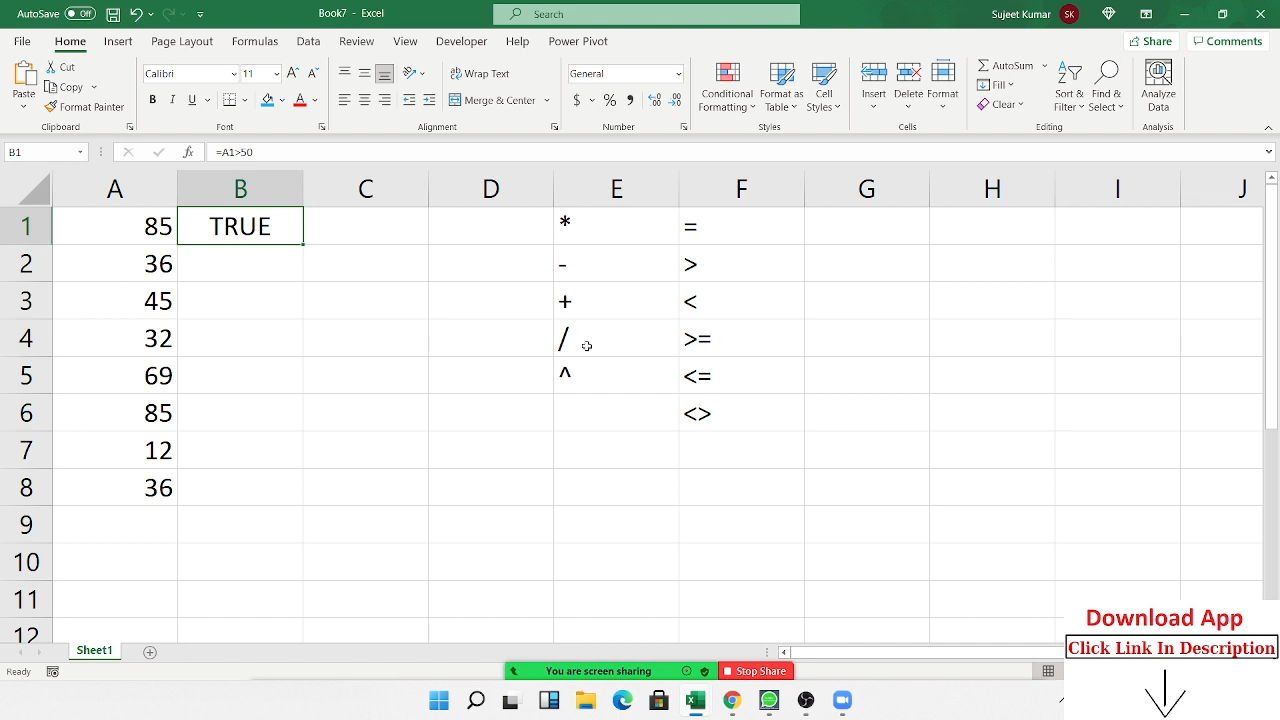 AutoSave Off
Book7 - Excel
Search
Sujeet Kumar SK
File Home Insert Page Layout Formulas Data Review View Developer Help Power Pivot
Share Comments
Paste Cut Copy Format Painter
Clipboard
Calibri 11
B I U
Font
Wrap Text
Merge & Center
Alignment
General
$ % ,
Number
Conditional Formatting Format as Table Cell Styles
Styles
Insert Delete Format
Cells
AutoSum Fill Clear
Sort & Filter Find & Select
Editing
Analyze Data
Analysis
B1 fx =A1>50
A B C D E F G H I J
1 85 TRUE * =
2 36 - >
3 45 + <
4 32 / >=
5 69 ^ <=
6 85 <>
7 12
8 36
9
10
11
12
Sheet1
Ready
You are screen sharing Stop Share
Download App
Click Link In Description